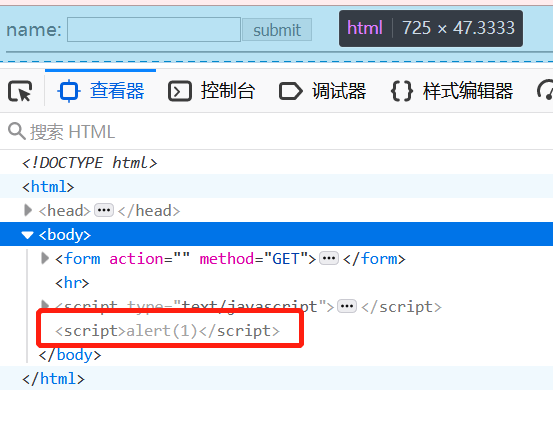 name: submit html 725 × 47.3333
查看器 控制台 调试器 {} 样式编辑器
搜索 HTML
<!DOCTYPE html>
<html>
<head>···</head>
<body>
<form action="" method="GET">···</form>
<hr>
<script type="text/javascript">···</script>
<script>alert(1)</script>
</body>
</html>